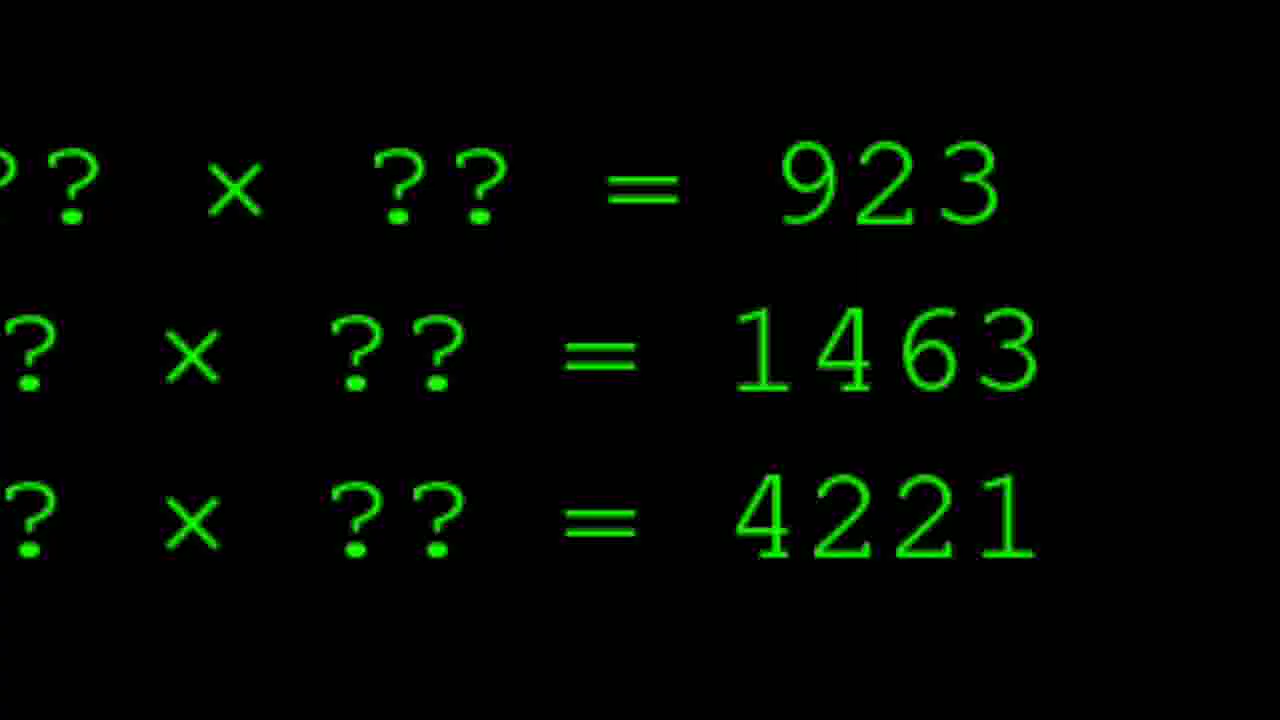 ?? × ?? = 923
? × ?? = 1463
? × ?? = 4221